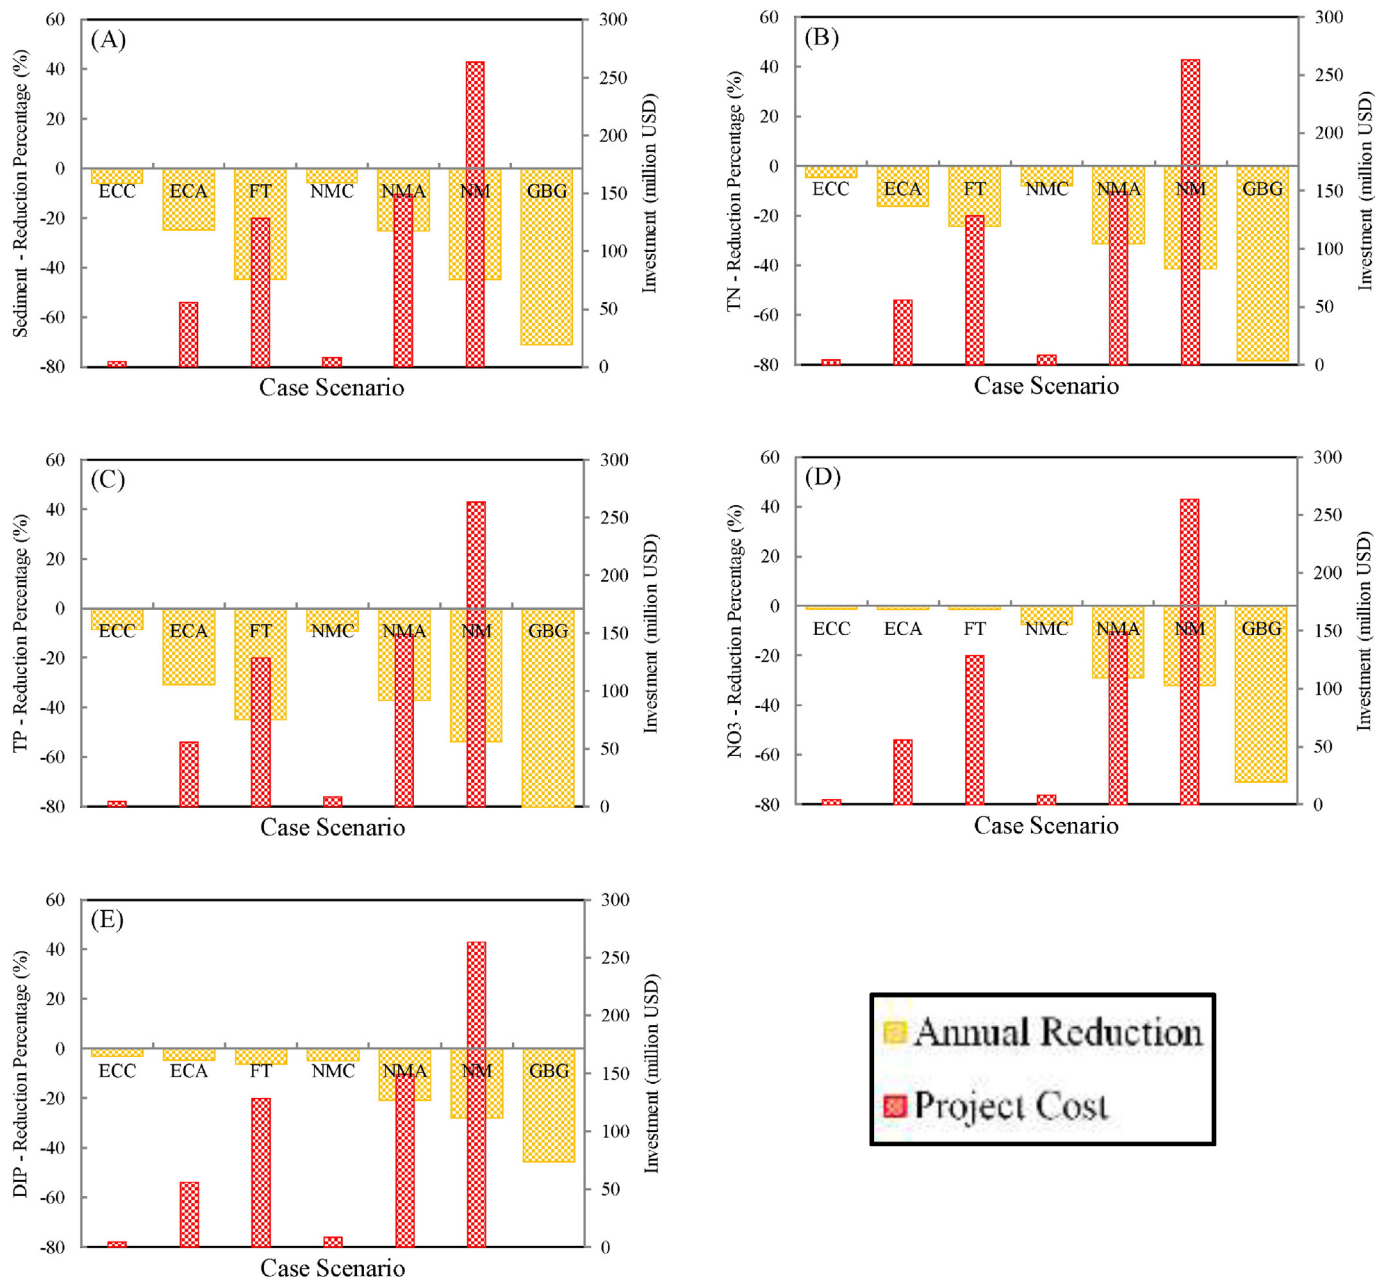 (A)
Sediment - Reduction Percentage (%)
60
40
20
0
-20
-40
-60
-80
ECC ECA FT NMC NMA NM GBG
300
250
200
150
100
50
0
Investment (million USD)
Case Scenario
(B)
TN - Reduction Percentage (%)
60
40
20
0
-20
-40
-60
-80
ECC ECA FT NMC NMA NM GBG
300
250
200
150
100
50
0
Investment (million USD)
Case Scenario
(C)
TP - Reduction Percentage (%)
60
40
20
0
-20
-40
-60
-80
ECC ECA FT NMC NMA NM GBG
300
250
200
150
100
50
0
Investment (million USD)
Case Scenario
(D)
NO3 - Reduction Percentage (%)
60
40
20
0
-20
-40
-60
-80
ECC ECA FT NMC NMA NM GBG
300
250
200
150
100
50
0
Investment (million USD)
Case Scenario
(E)
DIP - Reduction Percentage (%)
60
40
20
0
-20
-40
-60
-80
ECC ECA FT NMC NMA NM GBG
300
250
200
150
100
50
0
Investment (million USD)
Case Scenario
Annual Reduction
Project Cost